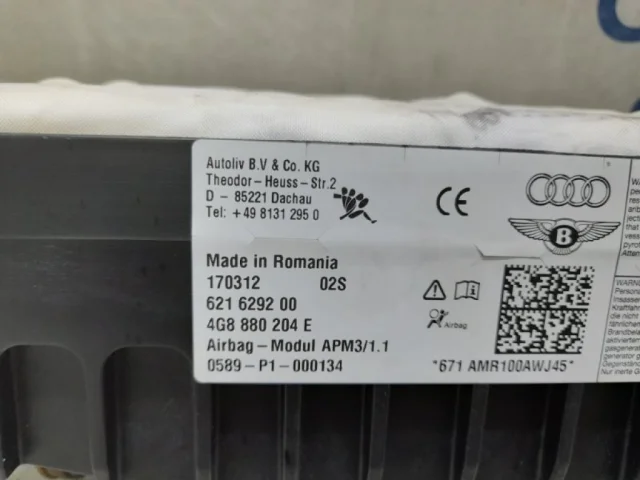 Autoliv B.V & Co. KG
Theodor-Heuss-Str.2
D - 85221 Dachau
Tel: +49 8131 295 0
Made in Romania
170312 02S
621 6292 00
4G8 880 204 E
Airbag-Modul APM3/1.1
0589-P1-000134
CE
B
Airbag
*671 AMR100AWJ45*